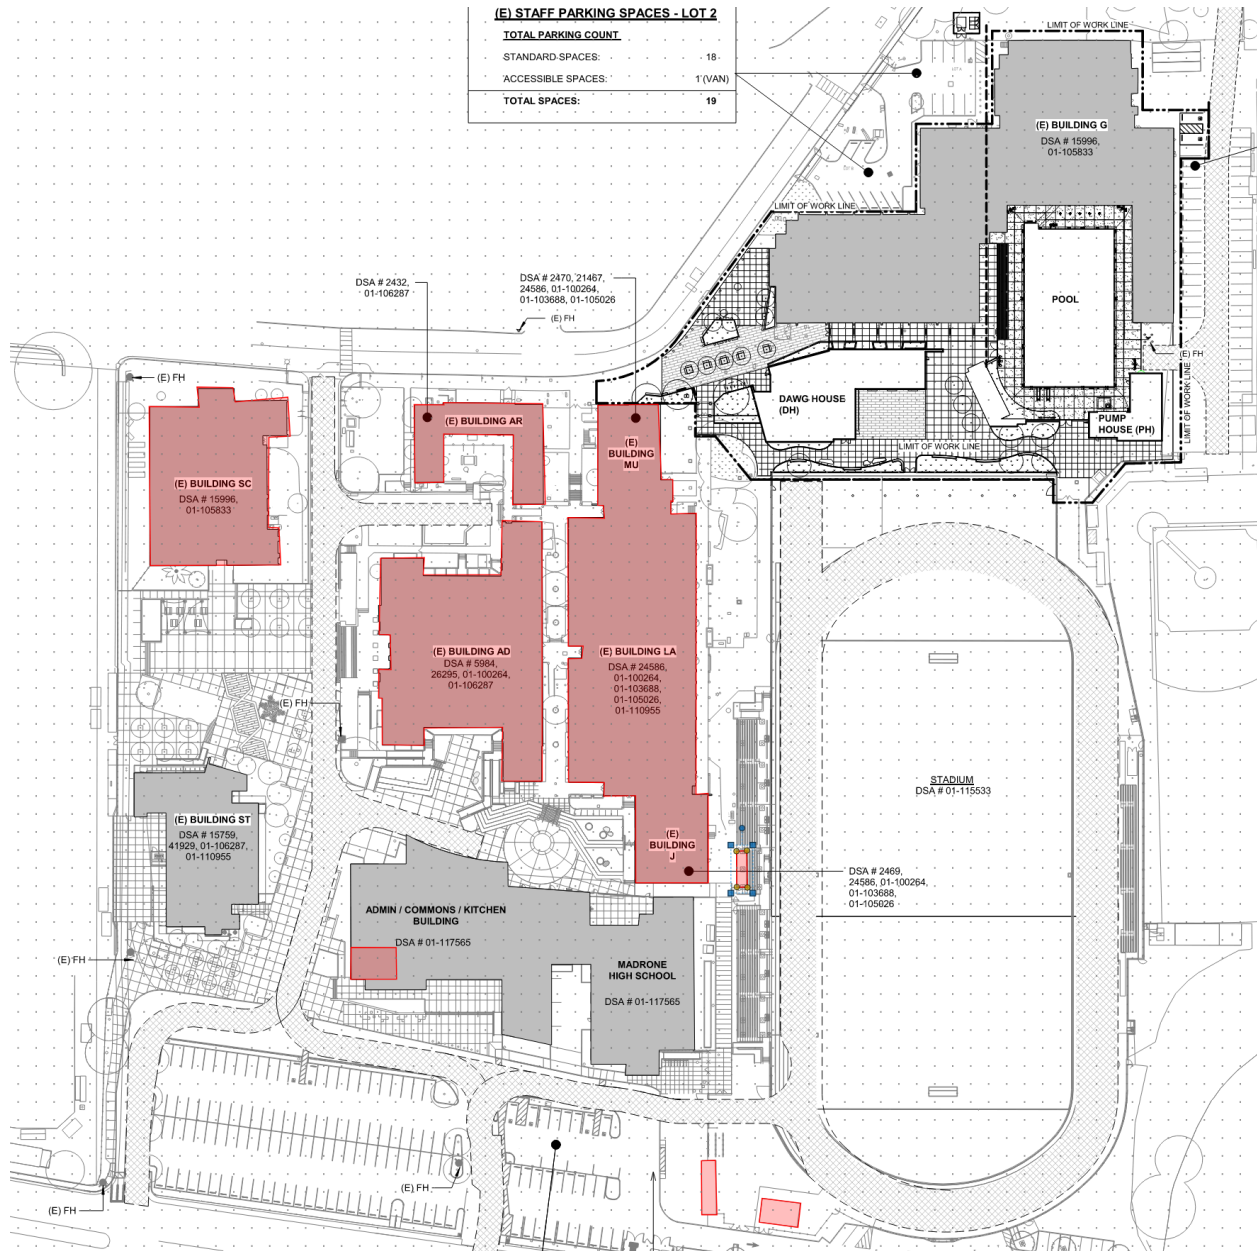 (E) STAFF PARKING SPACES - LOT 2
TOTAL PARKING COUNT
STANDARD SPACES: 18
ACCESSIBLE SPACES: 1 (VAN)
TOTAL SPACES: 19
LIMIT OF WORK LINE
(E) BUILDING G
DSA # 15996,
01-105833
LIMIT OF WORK LINE
DSA # 2432,
01-106287
DSA # 2470, 21467,
24586, 01-100264,
01-103688, 01-105026
(E) FH
POOL
(E) FH
(E) FH
LIMIT OF WORK LINE
DAWG HOUSE
(DH)
PUMP
HOUSE (PH)
LIMIT OF WORK LINE
(E) BUILDING AR
(E)
BUILDING
MU
(E) BUILDING SC
DSA # 15996,
01-105833
(E) BUILDING AD
DSA # 5984,
26295, 01-100264,
01-106287
(E) BUILDING LA
DSA # 24586,
01-100264,
01-103688,
01-105026,
01-110955
(E) FH
STADIUM
DSA # 01-115533
(E) BUILDING ST
DSA # 15759,
41929, 01-106287,
01-110955
(E)
BUILDING
J
DSA # 2469,
24586, 01-100264,
01-103688,
01-105026
ADMIN / COMMONS / KITCHEN
BUILDING
DSA # 01-117565
(E) FH
MADRONE
HIGH SCHOOL
DSA # 01-117565
(E) FH
(E) FH